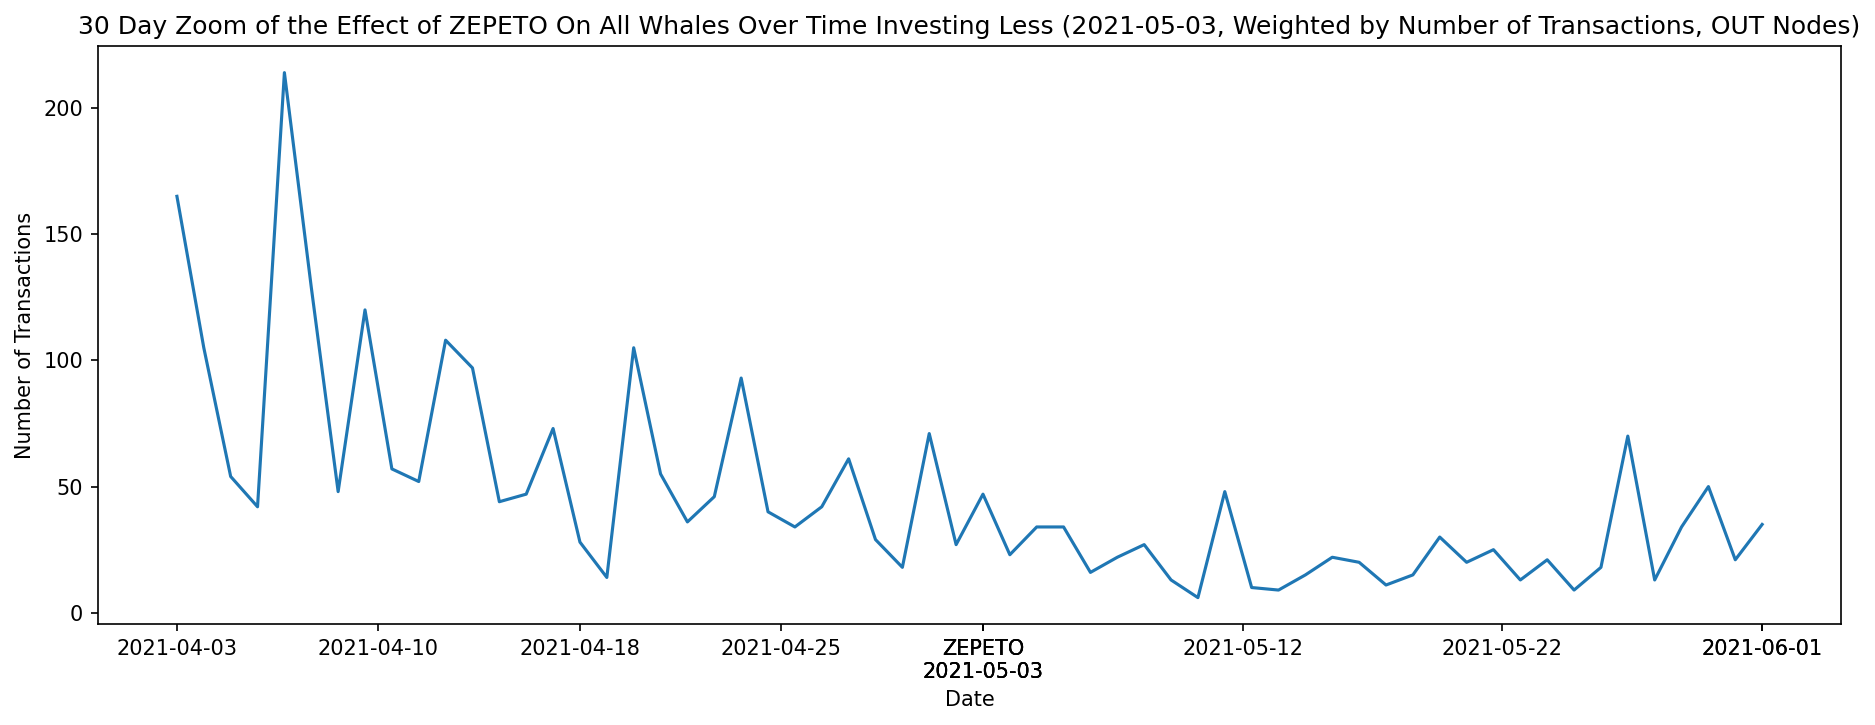 30 Day Zoom of the Effect of ZEPETO On All Whales Over Time Investing Less (2021-05-03, Weighted by Number of Transactions, OUT Nodes)
200
150
100
50
0
Number of Transactions
2021-04-03 2021-04-10 2021-04-18 2021-04-25 ZEPETO 2021-05-12 2021-05-22 2021-06-01
2021-05-03
Date